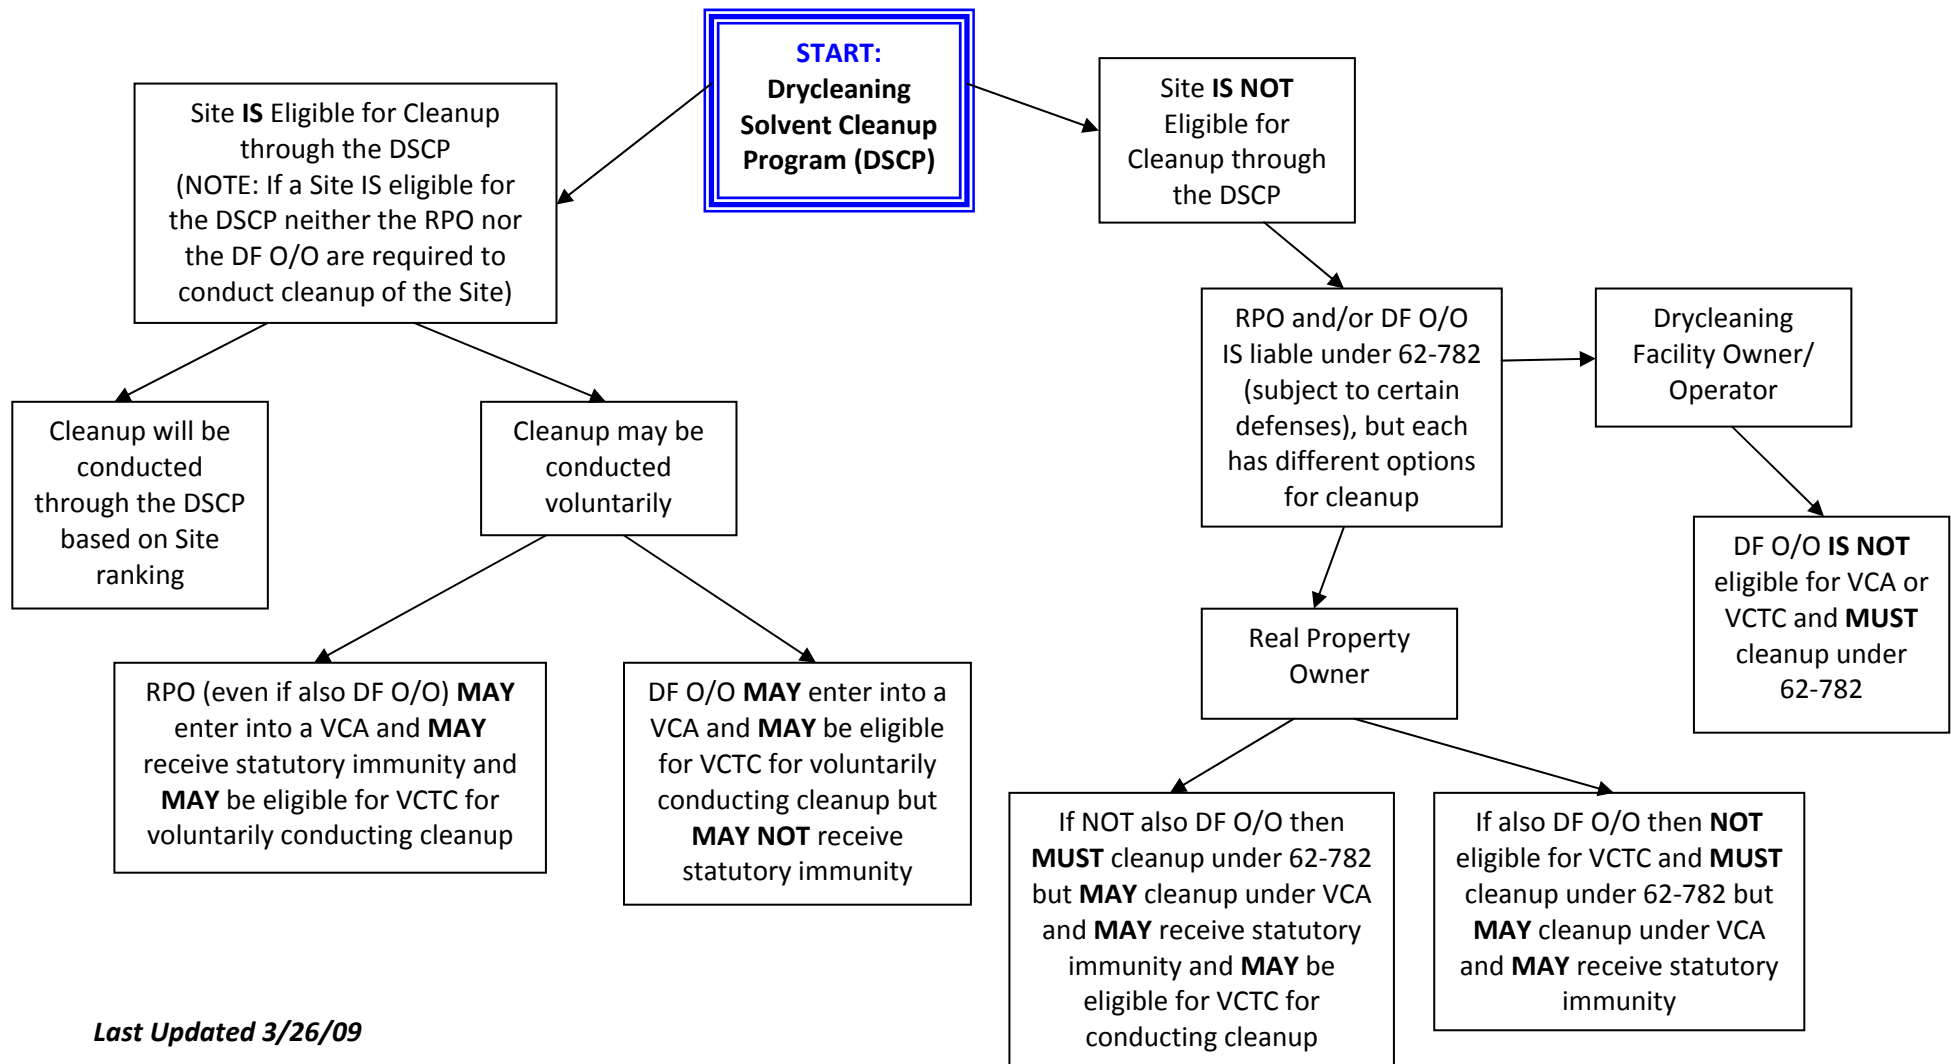 START:
Drycleaning
Solvent Cleanup
Program (DSCP)
Site IS Eligible for Cleanup
through the DSCP
(NOTE: If a Site IS eligible for
the DSCP neither the RPO nor
the DF O/O are required to
conduct cleanup of the Site)
Site IS NOT
Eligible for
Cleanup through
the DSCP
Cleanup will be
conducted
through the DSCP
based on Site
ranking
Cleanup may be
conducted
voluntarily
RPO and/or DF O/O
IS liable under 62-782
(subject to certain
defenses), but each
has different options
for cleanup
Drycleaning
Facility Owner/
Operator
DF O/O IS NOT
eligible for VCA or
VCTC and MUST
cleanup under
62-782
RPO (even if also DF O/O) MAY
enter into a VCA and MAY
receive statutory immunity and
MAY be eligible for VCTC for
voluntarily conducting cleanup
DF O/O MAY enter into a
VCA and MAY be eligible
for VCTC for voluntarily
conducting cleanup but
MAY NOT receive
statutory immunity
Real Property
Owner
If NOT also DF O/O then
MUST cleanup under 62-782
but MAY cleanup under VCA
and MAY receive statutory
immunity and MAY be
eligible for VCTC for
conducting cleanup
If also DF O/O then NOT
eligible for VCTC and MUST
cleanup under 62-782 but
MAY cleanup under VCA
and MAY receive statutory
immunity
Last Updated 3/26/09